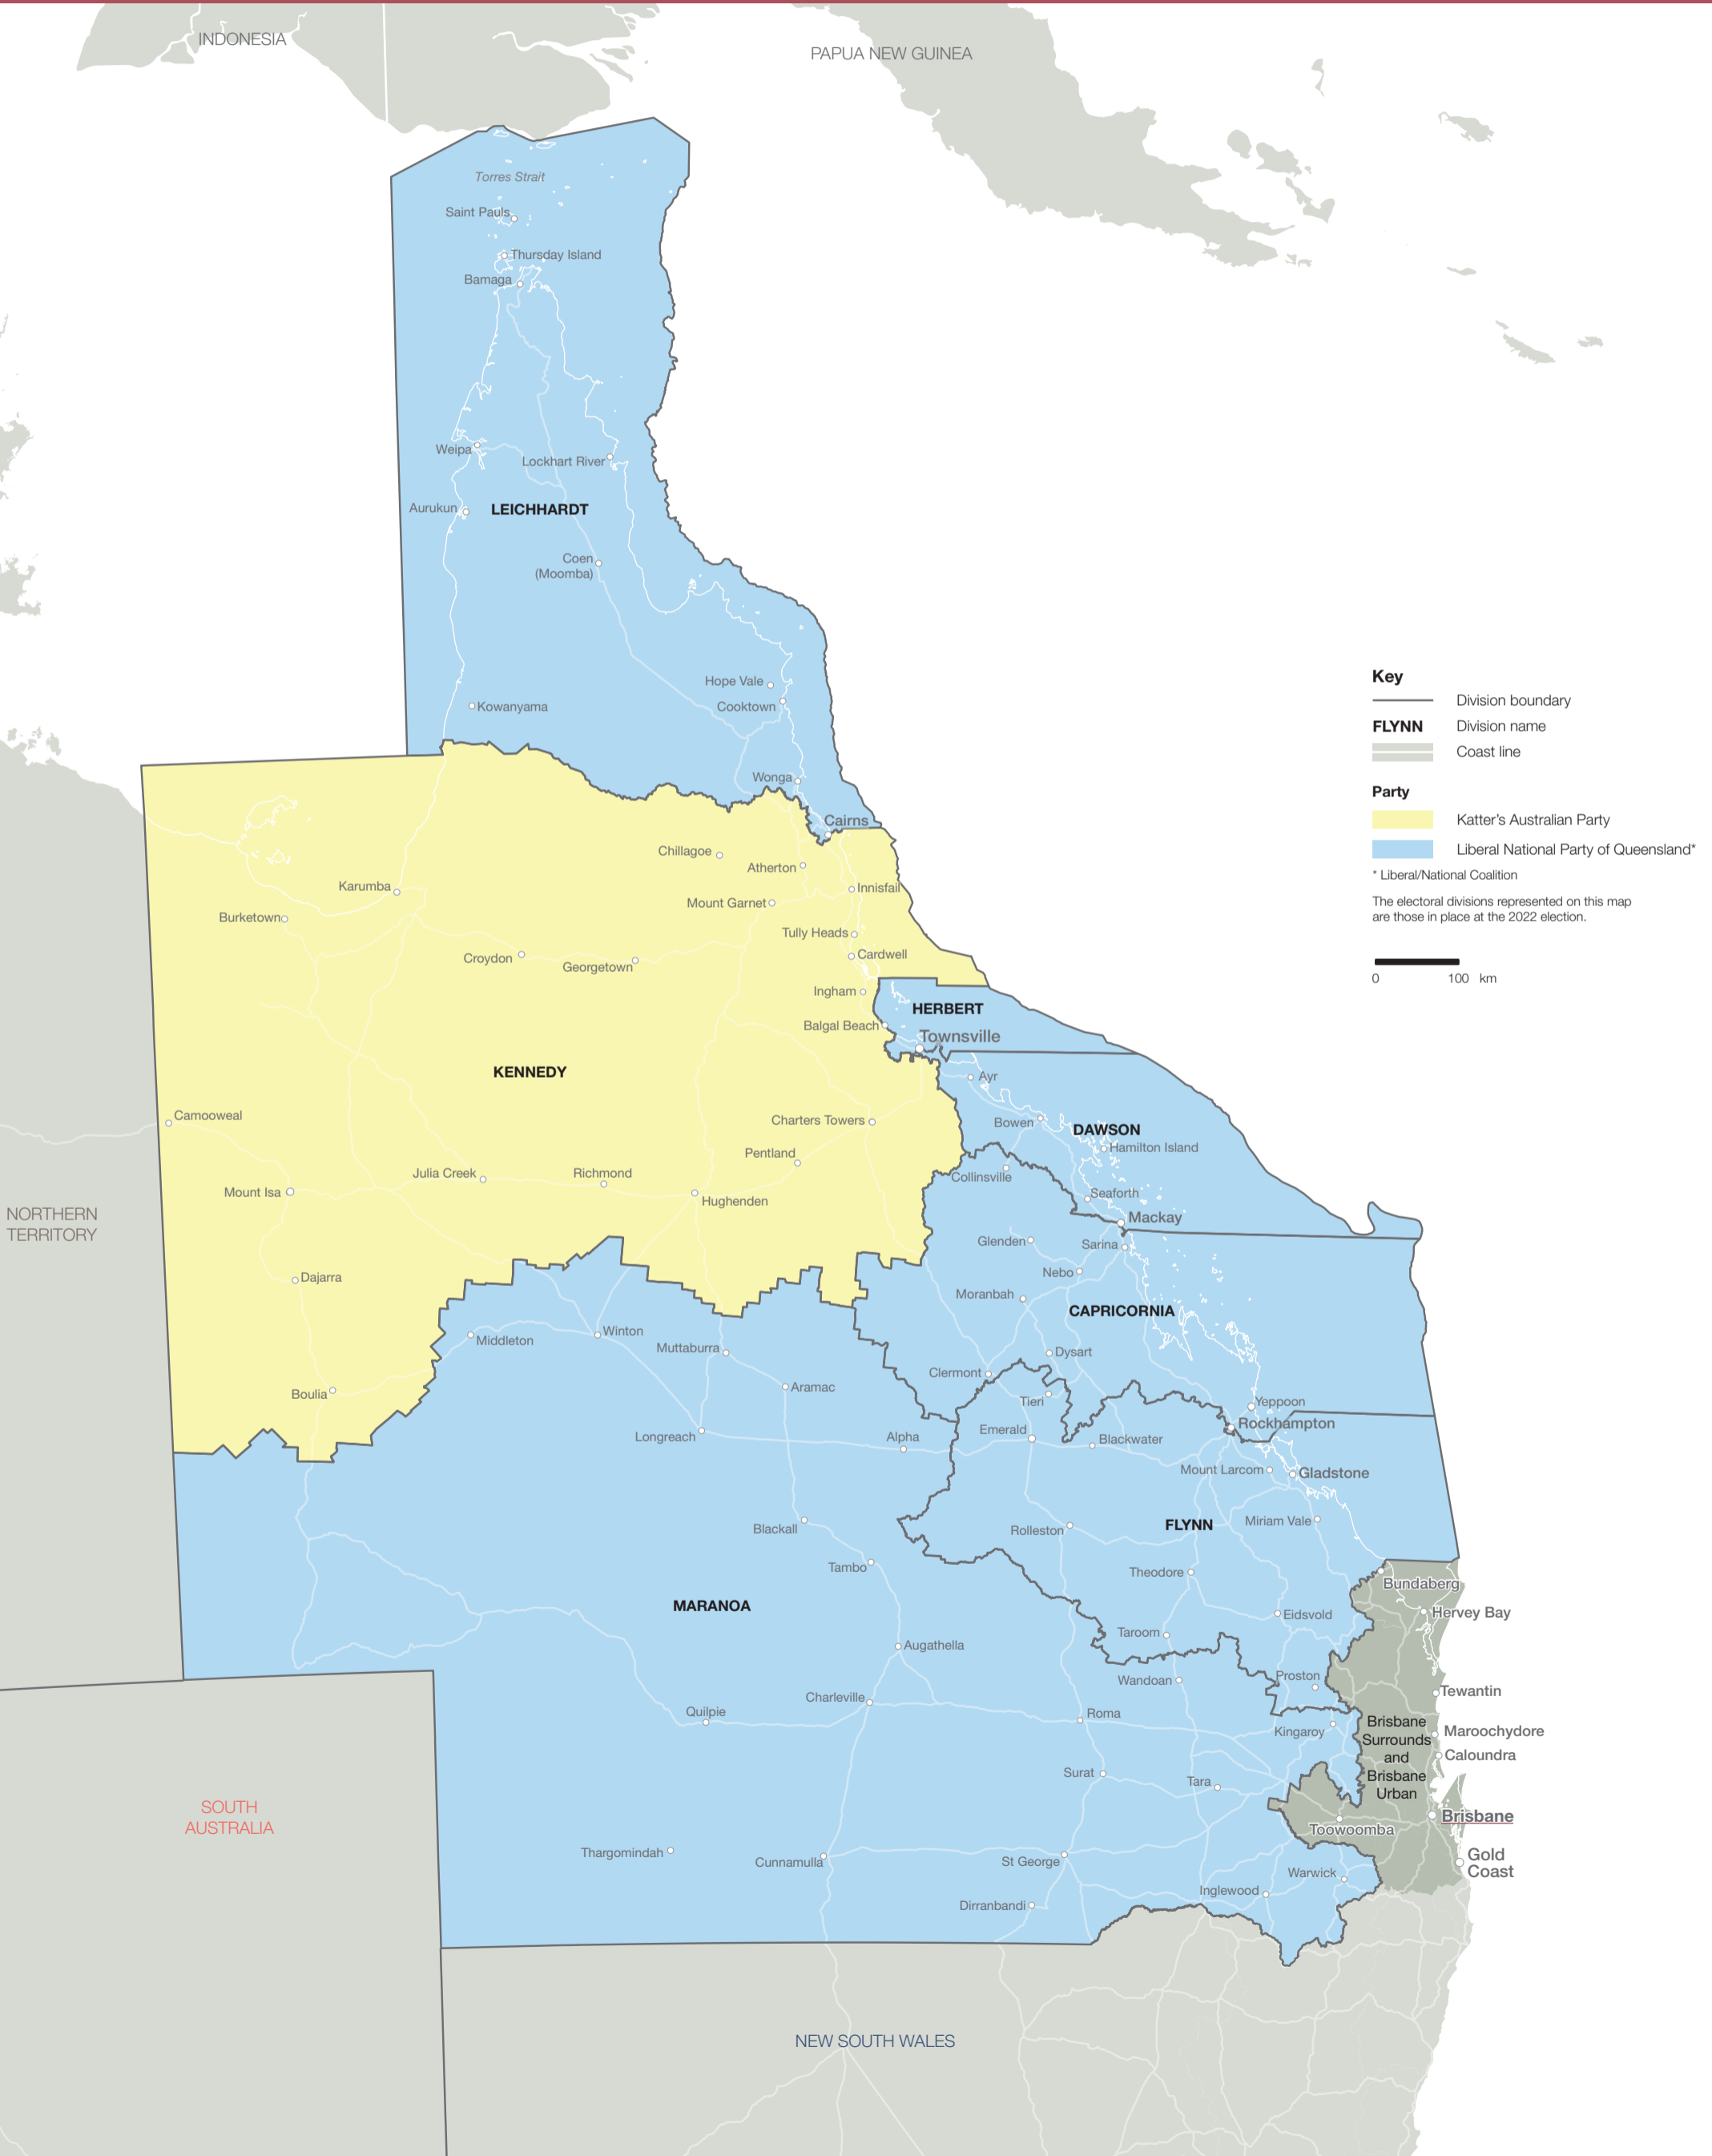 INDONESIA
PAPUA NEW GUINEA
Torres Strait
Saint Pauls
Thursday Island
Bamaga
Weipa
Lockhart River
Aurukun
LEICHHARDT
Coen
(Moomba)
Hope Vale
Kowanyama
Cooktown
Wonga
Cairns
Chillagoe
Atherton
Karumba
Innisfail
Mount Garnet
Burketown
Tully Heads
Croydon
Cardwell
Georgetown
Ingham
HERBERT
Balgal Beach
Townsville
KENNEDY
Ayr
Camooweal
Charters Towers
Bowen
DAWSON
Hamilton Island
Pentland
Julia Creek
Richmond
Collinsville
Mount Isa
Hughenden
Seaforth
NORTHERN
TERRITORY
Mackay
Glenden
Sarina
Nebo
Dajarra
Moranbah
CAPRICORNIA
Winton
Middleton
Muttaburra
Dysart
Clermont
Boulia
Aramac
Tieri
Yeppoon
Rockhampton
Longreach
Alpha
Emerald
Blackwater
Mount Larcom
Gladstone
Blackall
Rolleston
FLYNN
Miriam Vale
Tambo
Theodore
Bundaberg
MARANOA
Eidsvold
Hervey Bay
Taroom
Augathella
Wandoan
Proston
Tewantin
Charleville
Quilpie
Roma
Kingaroy
Brisbane
Surrounds
and
Brisbane
Urban
Maroochydore
Caloundra
Surat
Tara
SOUTH
AUSTRALIA
Toowoomba
Brisbane
Thargomindah
Cunnamulla
St George
Gold
Coast
Warwick
Inglewood
Dirranbandi
NEW SOUTH WALES
Key
Division boundary
FLYNN Division name
Coast line
Party
Katter's Australian Party
Liberal National Party of Queensland*
* Liberal/National Coalition
The electoral divisions represented on this map
are those in place at the 2022 election.
0 100 km